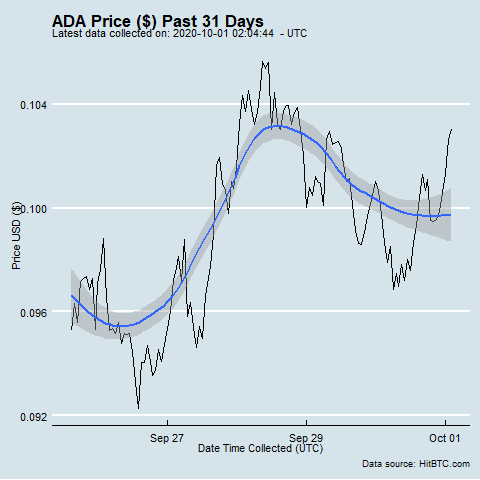 ADA Price ($) Past 31 Days
Latest data collected on: 2020-10-01 02:04:44 - UTC
0.104
0.100
0.096
0.092
Price USD ($)
Sep 27
Sep 29
Oct 01
Date Time Collected (UTC)
Data source: HitBTC.com